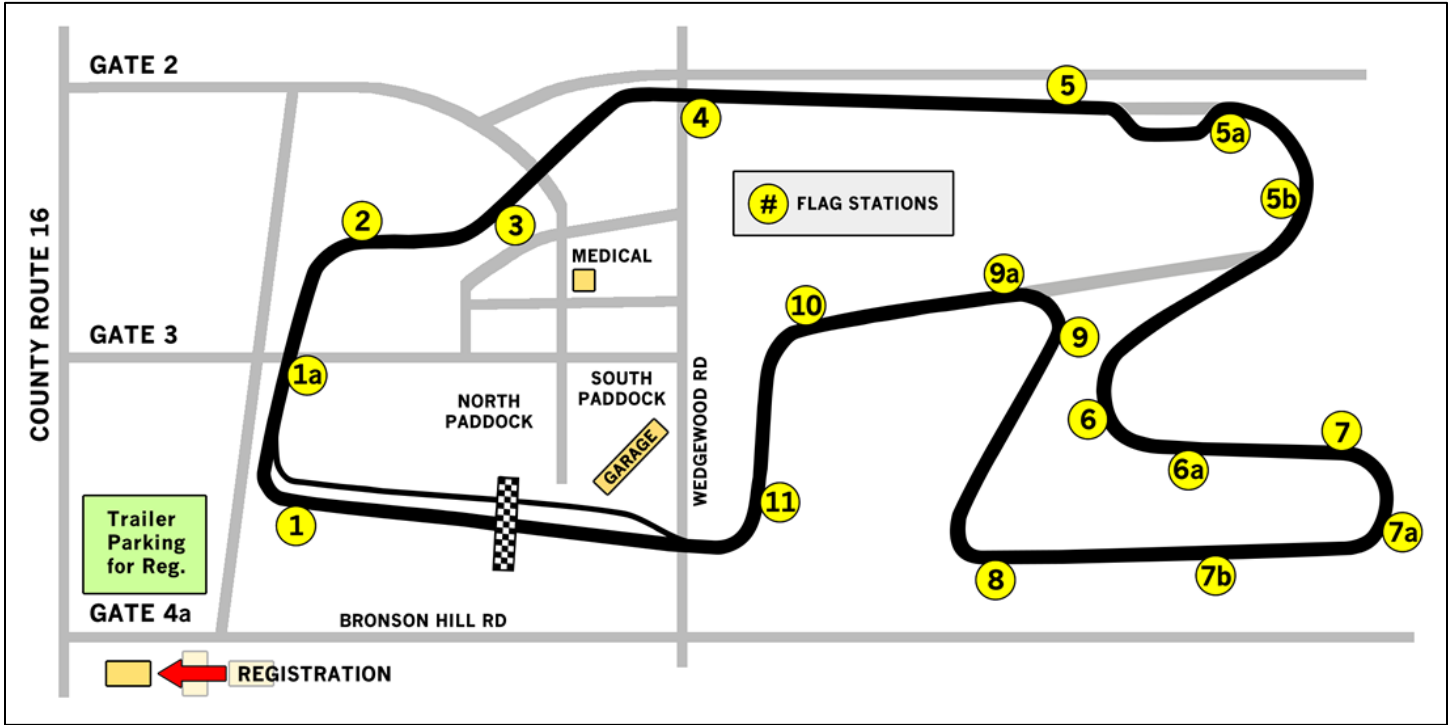 GATE 2
5
4
5a
2
5b
# FLAG STATIONS
3
COUNTY ROUTE 16
MEDICAL
9a
10
GATE 3
9
1a
SOUTH
PADDOCK
NORTH
PADDOCK
WEDGEWOOD RD
6
7
GARAGE
6a
11
1
7a
Trailer
Parking
for Reg.
8
7b
GATE 4a
BRONSON HILL RD
REGISTRATION